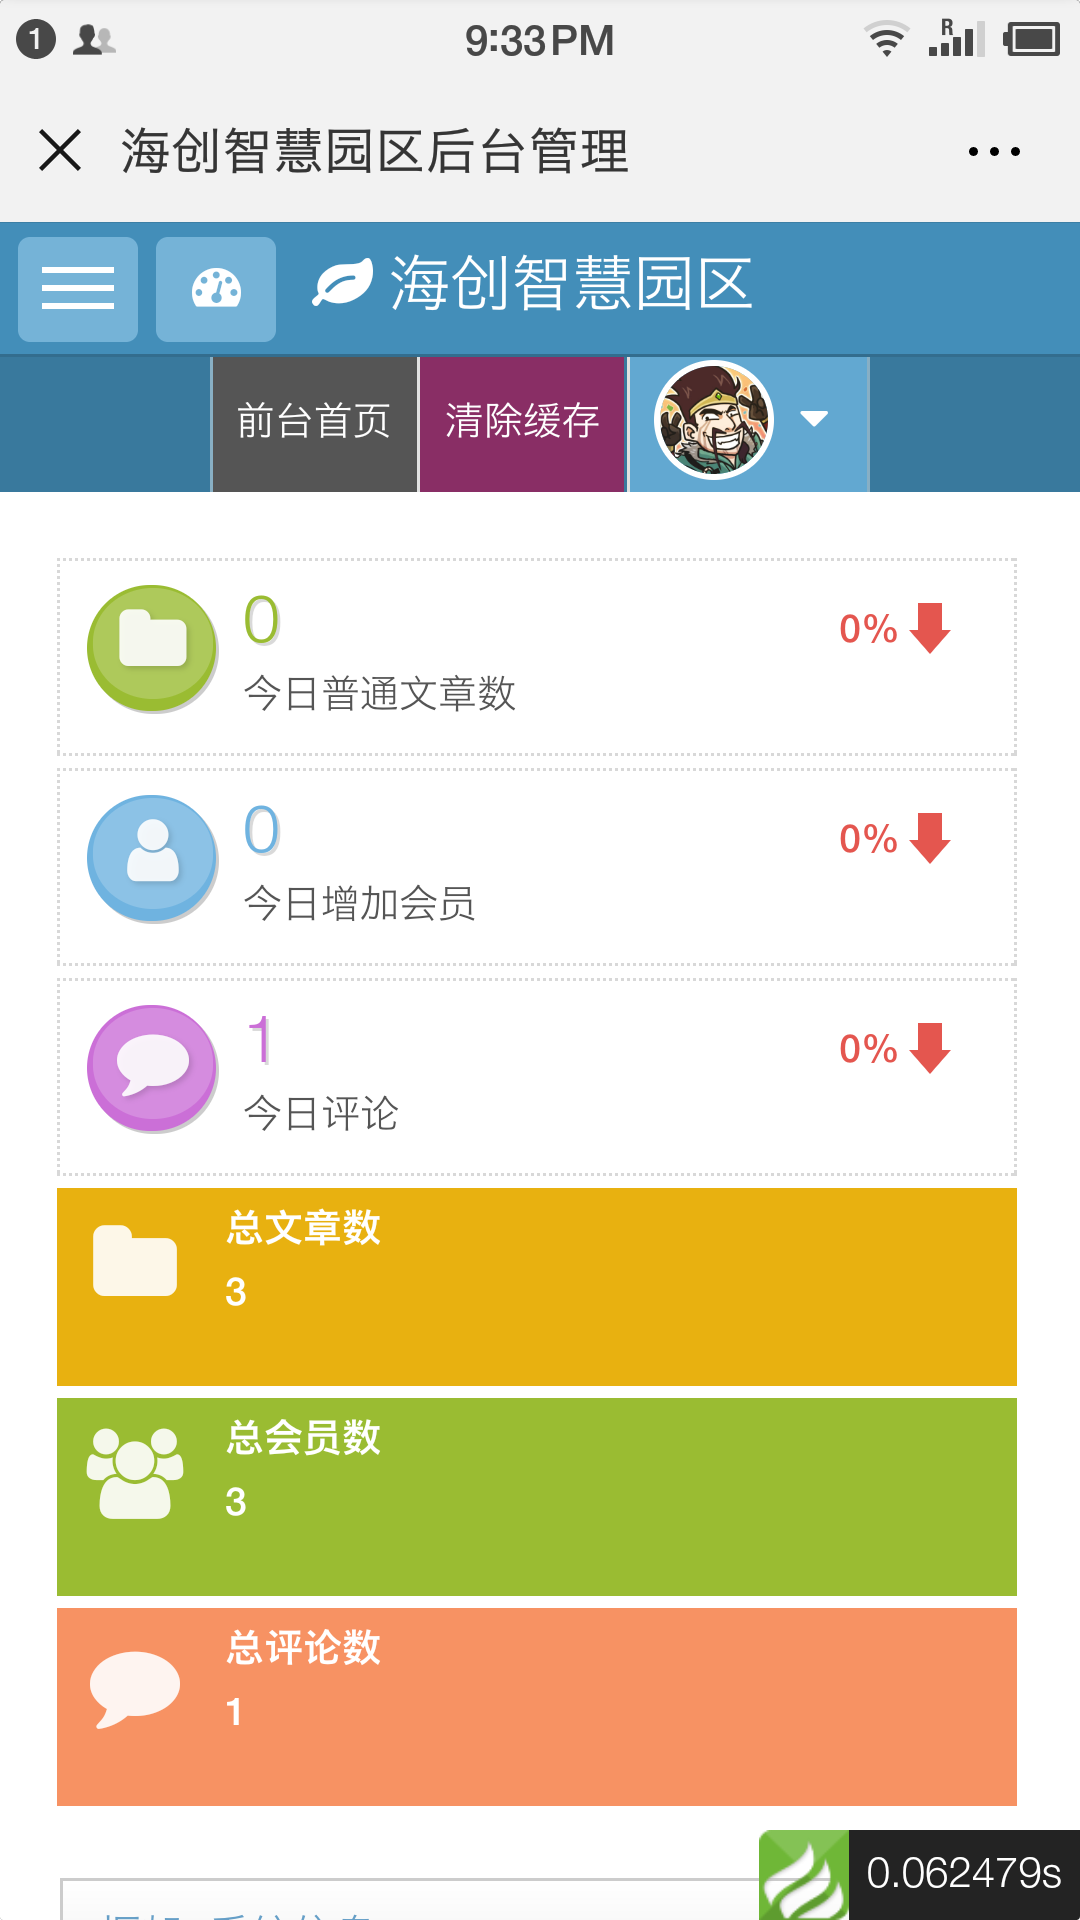 1
9:33PM
R
海创智慧园区后台管理
海创智慧园区
前台首页
清除缓存
0
0%
今日普通文章数
0
0%
今日增加会员
1
0%
今日评论
总文章数
3
总会员数
3
总评论数
1
0.062479s